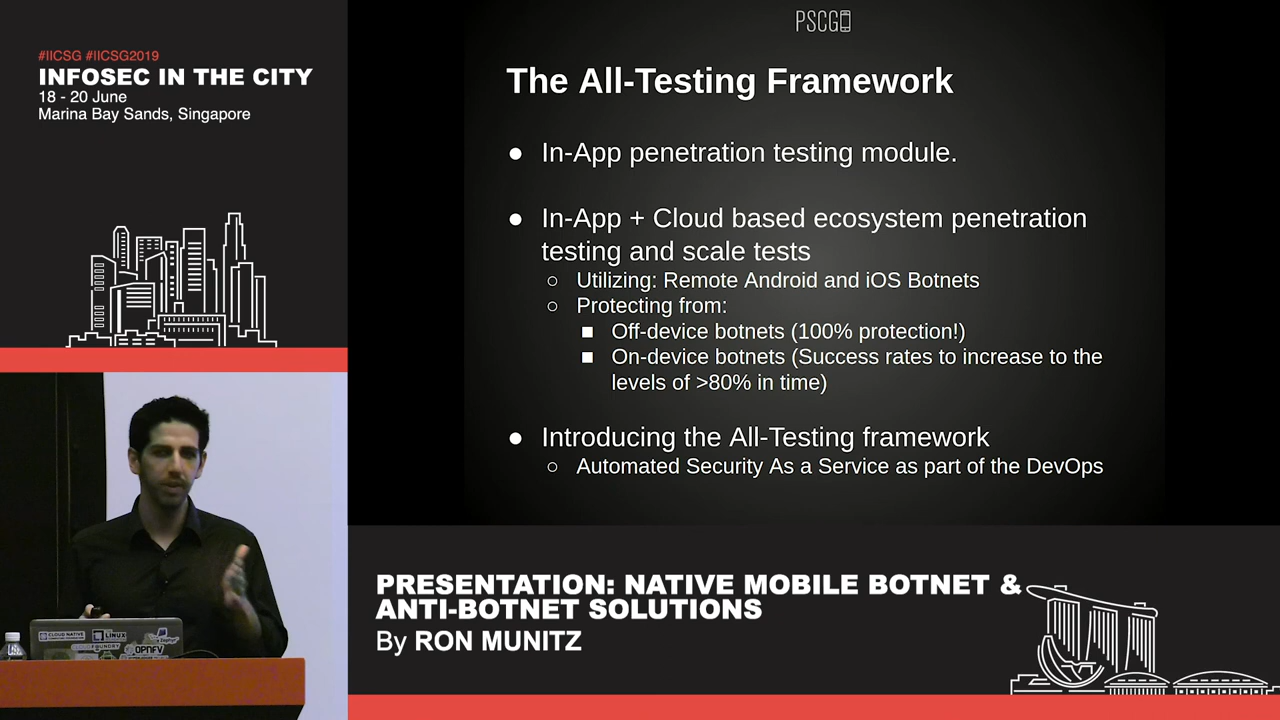 #IICSG #IICSG2019
INFOSEC IN THE CITY
18 - 20 June
Marina Bay Sands, Singapore
PSCG
The All-Testing Framework
● In-App penetration testing module.
● In-App + Cloud based ecosystem penetration
testing and scale tests
○ Utilizing: Remote Android and iOS Botnets
○ Protecting from:
■ Off-device botnets (100% protection!)
■ On-device botnets (Success rates to increase to the
levels of >80% in time)
● Introducing the All-Testing framework
○ Automated Security As a Service as part of the DevOps
CLOUD NATIVE
LINUX
OPNFV
PRESENTATION: NATIVE MOBILE BOTNET &
ANTI-BOTNET SOLUTIONS
By RON MUNITZ